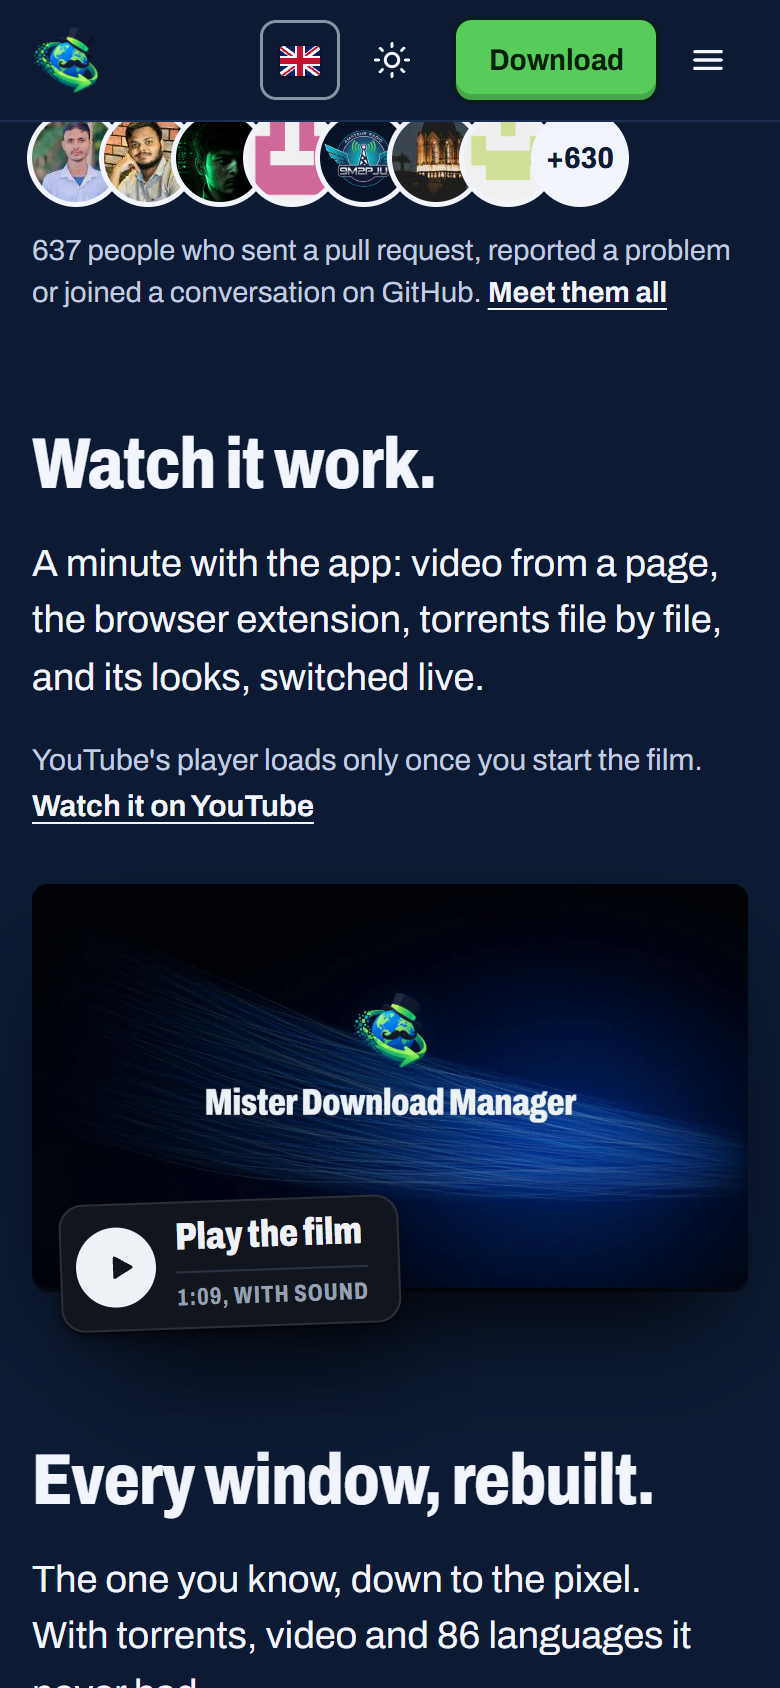 Download
+630
9M2PJU
637 people who sent a pull request, reported a problem
or joined a conversation on GitHub. Meet them all
Watch it work.
A minute with the app: video from a page,
the browser extension, torrents file by file,
and its looks, switched live.
YouTube's player loads only once you start the film.
Watch it on YouTube
Mister Download Manager
Play the film
1:09, WITH SOUND
Every window, rebuilt.
The one you know, down to the pixel.
With torrents, video and 86 languages it
never had